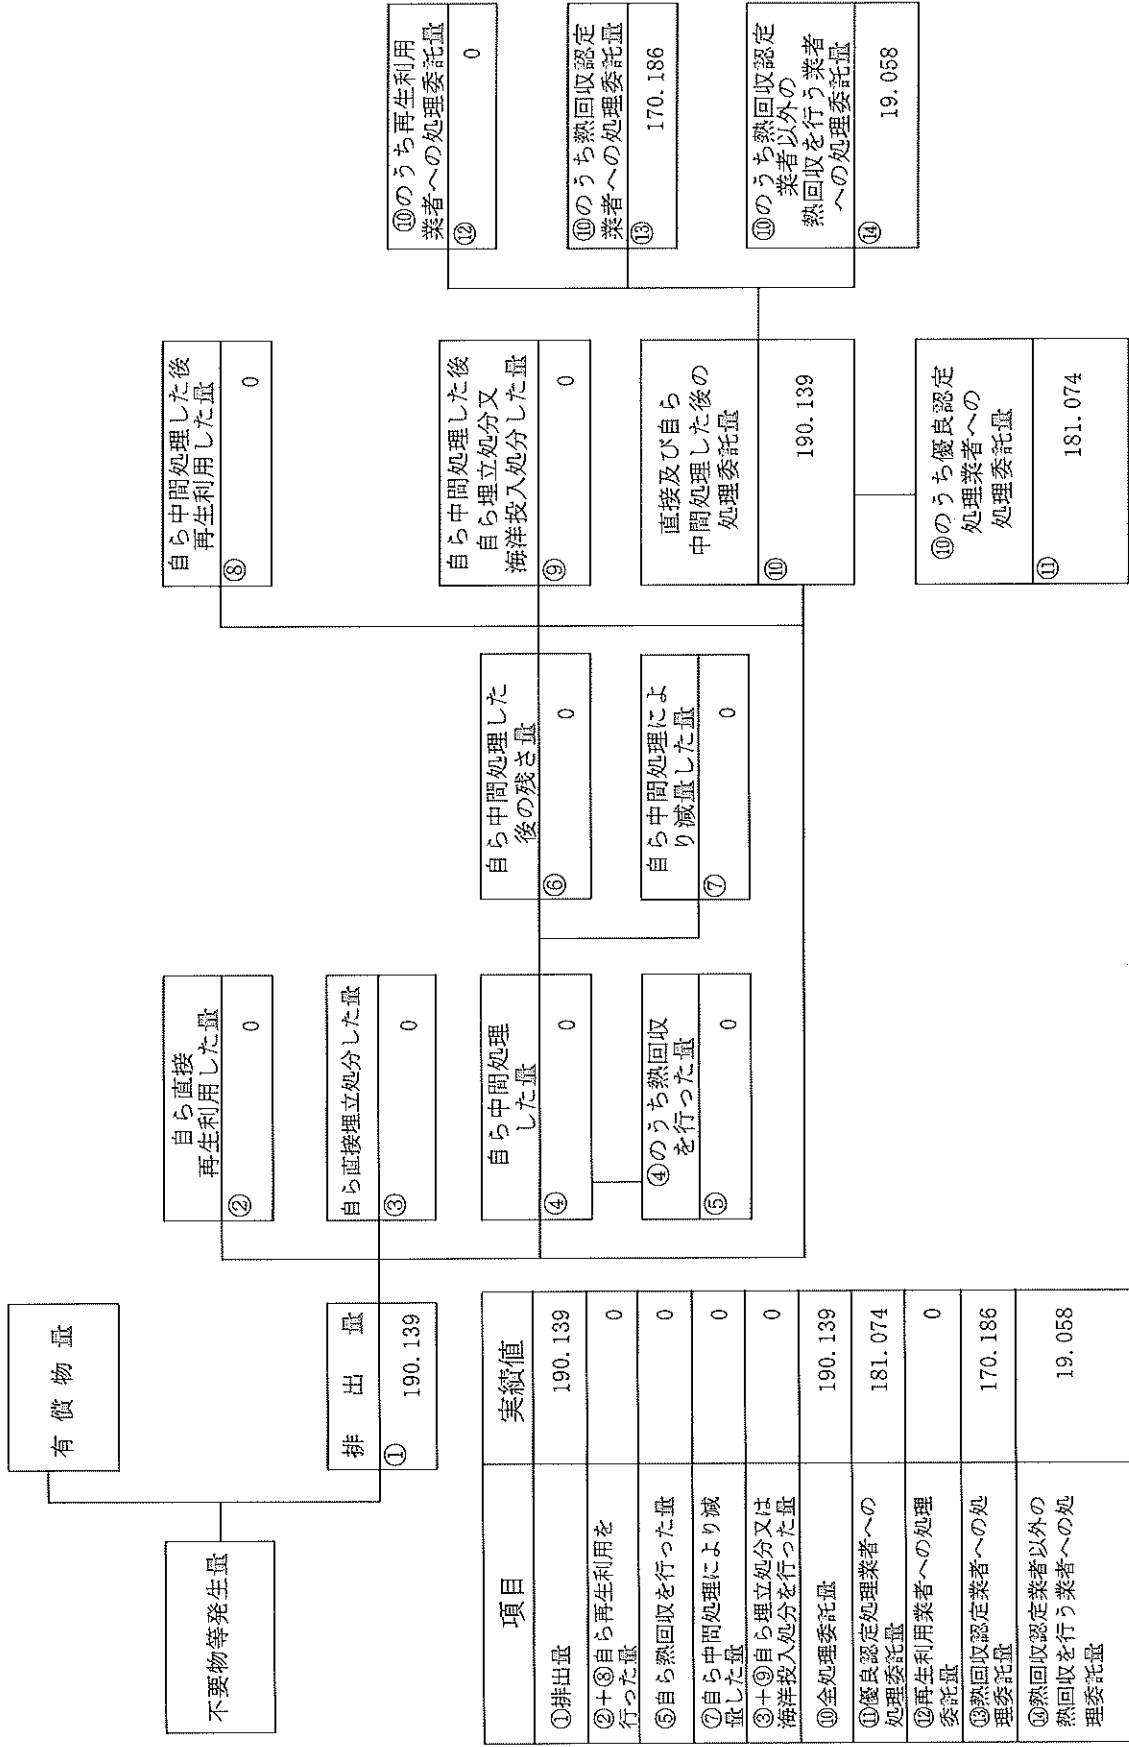 不要物等発生量
有 償 物 量
排 出 量
①
190.139
自ら直接
再生利用した量
②
0
自ら直接埋立処分した量
③
0
自ら中間処理
した量
④
0
④のうち熱回収
を行った量
⑤
0
自ら中間処理した
後の残さ量
⑥
0
自ら中間処理によ
り減量した量
⑦
0
自ら中間処理した後
再生利用した量
⑧
0
自ら中間処理した後
自ら埋立処分又
海洋投入処分した量
⑨
0
直接及び自ら
中間処理した後の
処理委託量
⑩
190.139
⑩のうち優良認定
処理業者への
処理委託量
⑪
181.074
⑩のうち再生利用
業者への処理委託量
⑫
0
⑩のうち熱回収認定
業者への処理委託量
⑬
170.186
⑩のうち熱回収認定
業者以外の
熱回収を行う業者
への処理委託量
⑭
19.058
項目 実績値
①排出量 190.139
②+⑧自ら再生利用を
行った量 0
⑤自ら熱回収を行った量 0
⑦自ら中間処理により減
量した量 0
③+⑨自ら埋立処分又は
海洋投入処分を行った量 0
⑩全処理委託量 190.139
⑪優良認定処理業者への
処理委託量 181.074
⑫再生利用業者への処理
委託量 0
⑬熱回収認定業者への処
理委託量 170.186
⑭熱回収認定業者以外の
熱回収を行う業者への処
理委託量 19.058